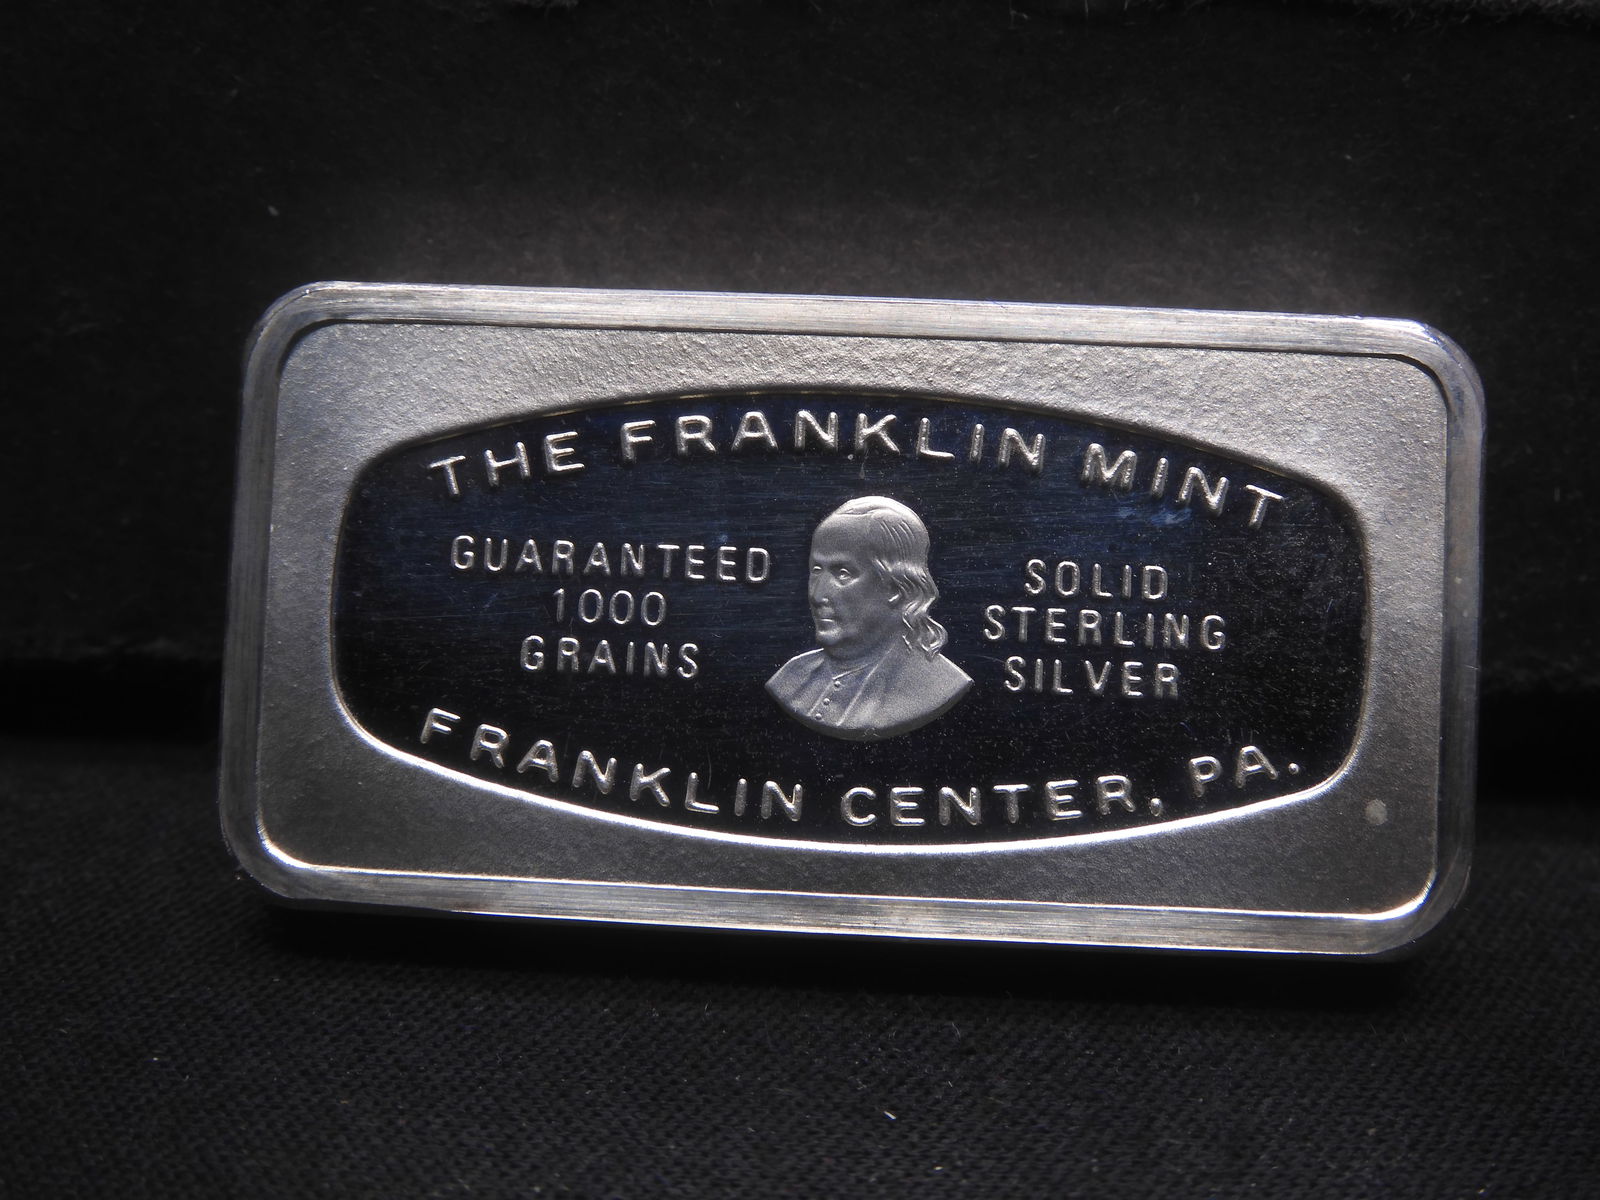 THE FRANKLIN MINT
GUARANTEED
1000
GRAINS
SOLID
STERLING
SILVER
FRANKLIN CENTER, PA.